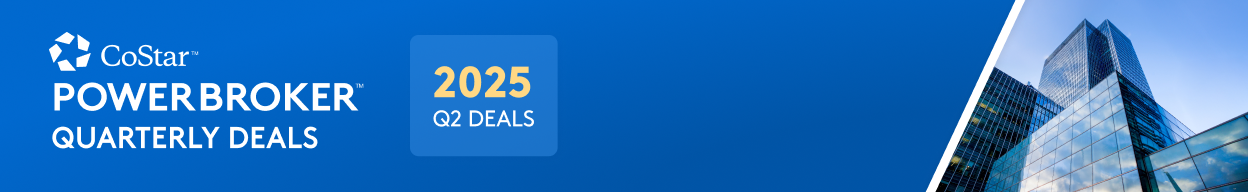 CoStar™
POWERBROKER™
QUARTERLY DEALS
2025
Q2 DEALS